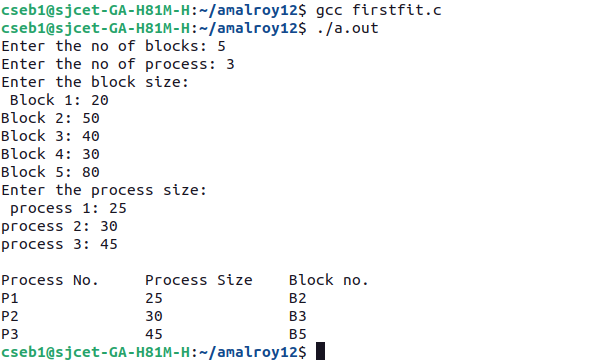 cseb1@sjcet-GA-H81M-H:~/amalroy12$ gcc firstfit.c
cseb1@sjcet-GA-H81M-H:~/amalroy12$ ./a.out
Enter the no of blocks: 5
Enter the no of process: 3
Enter the block size:
 Block 1: 20
Block 2: 50
Block 3: 40
Block 4: 30
Block 5: 80
Enter the process size:
 process 1: 25
process 2: 30
process 3: 45

Process No.     Process Size    Block no.
P1              25              B2
P2              30              B3
P3              45              B5
cseb1@sjcet-GA-H81M-H:~/amalroy12$